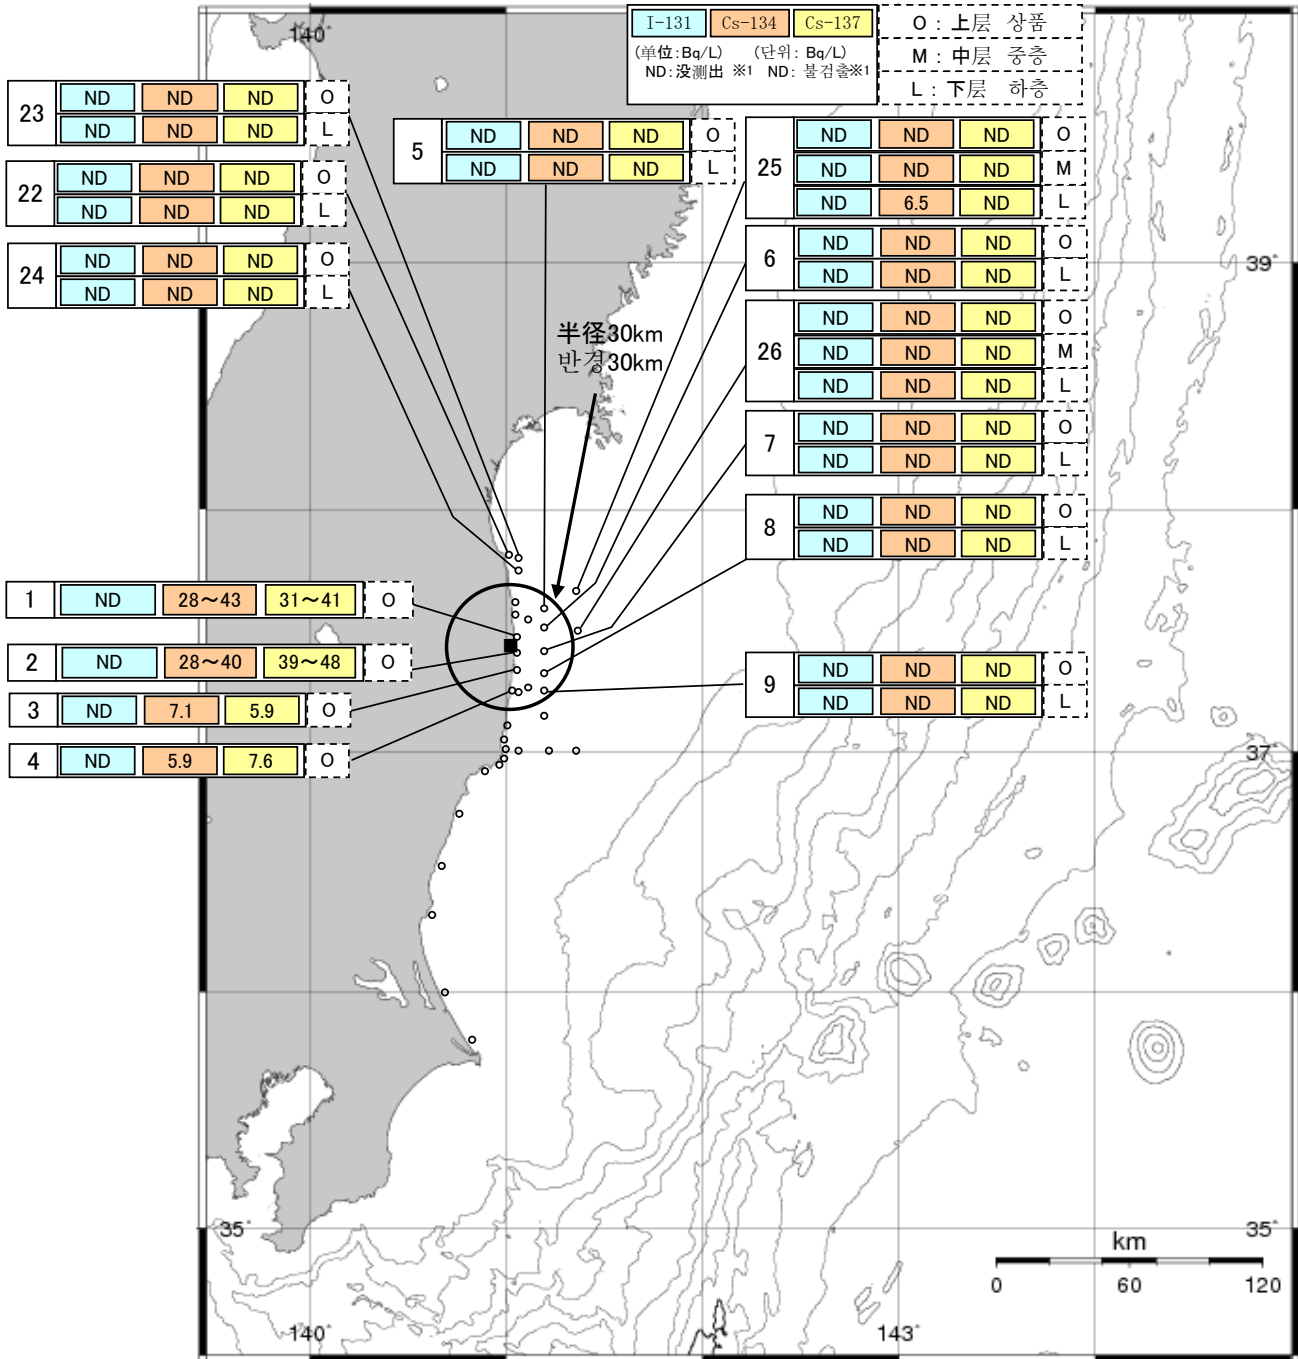 I-131 Cs-134 Cs-137
(単位:Bq/L) (단위: Bq/L)
ND:没測出 ※1 ND: 불검출※1
O : 上层 상품
M : 中层 중층
L : 下层 하층
140°
23 ND ND ND O
ND ND ND L
22 ND ND ND O
ND ND ND L
24 ND ND ND O
ND ND ND L
5 ND ND ND O
ND ND ND L
25 ND ND ND O
ND ND ND M
ND 6.5 ND L
6 ND ND ND O
ND ND ND L
39°
26 ND ND ND O
ND ND ND M
ND ND ND L
半径30km
반경30km
7 ND ND ND O
ND ND ND L
8 ND ND ND O
ND ND ND L
1 ND 28～43 31～41 O
2 ND 28～40 39～48 O
3 ND 7.1 5.9 O
4 ND 5.9 7.6 O
9 ND ND ND O
ND ND ND L
37°
35°
35°
km
0 60 120
140°
143°